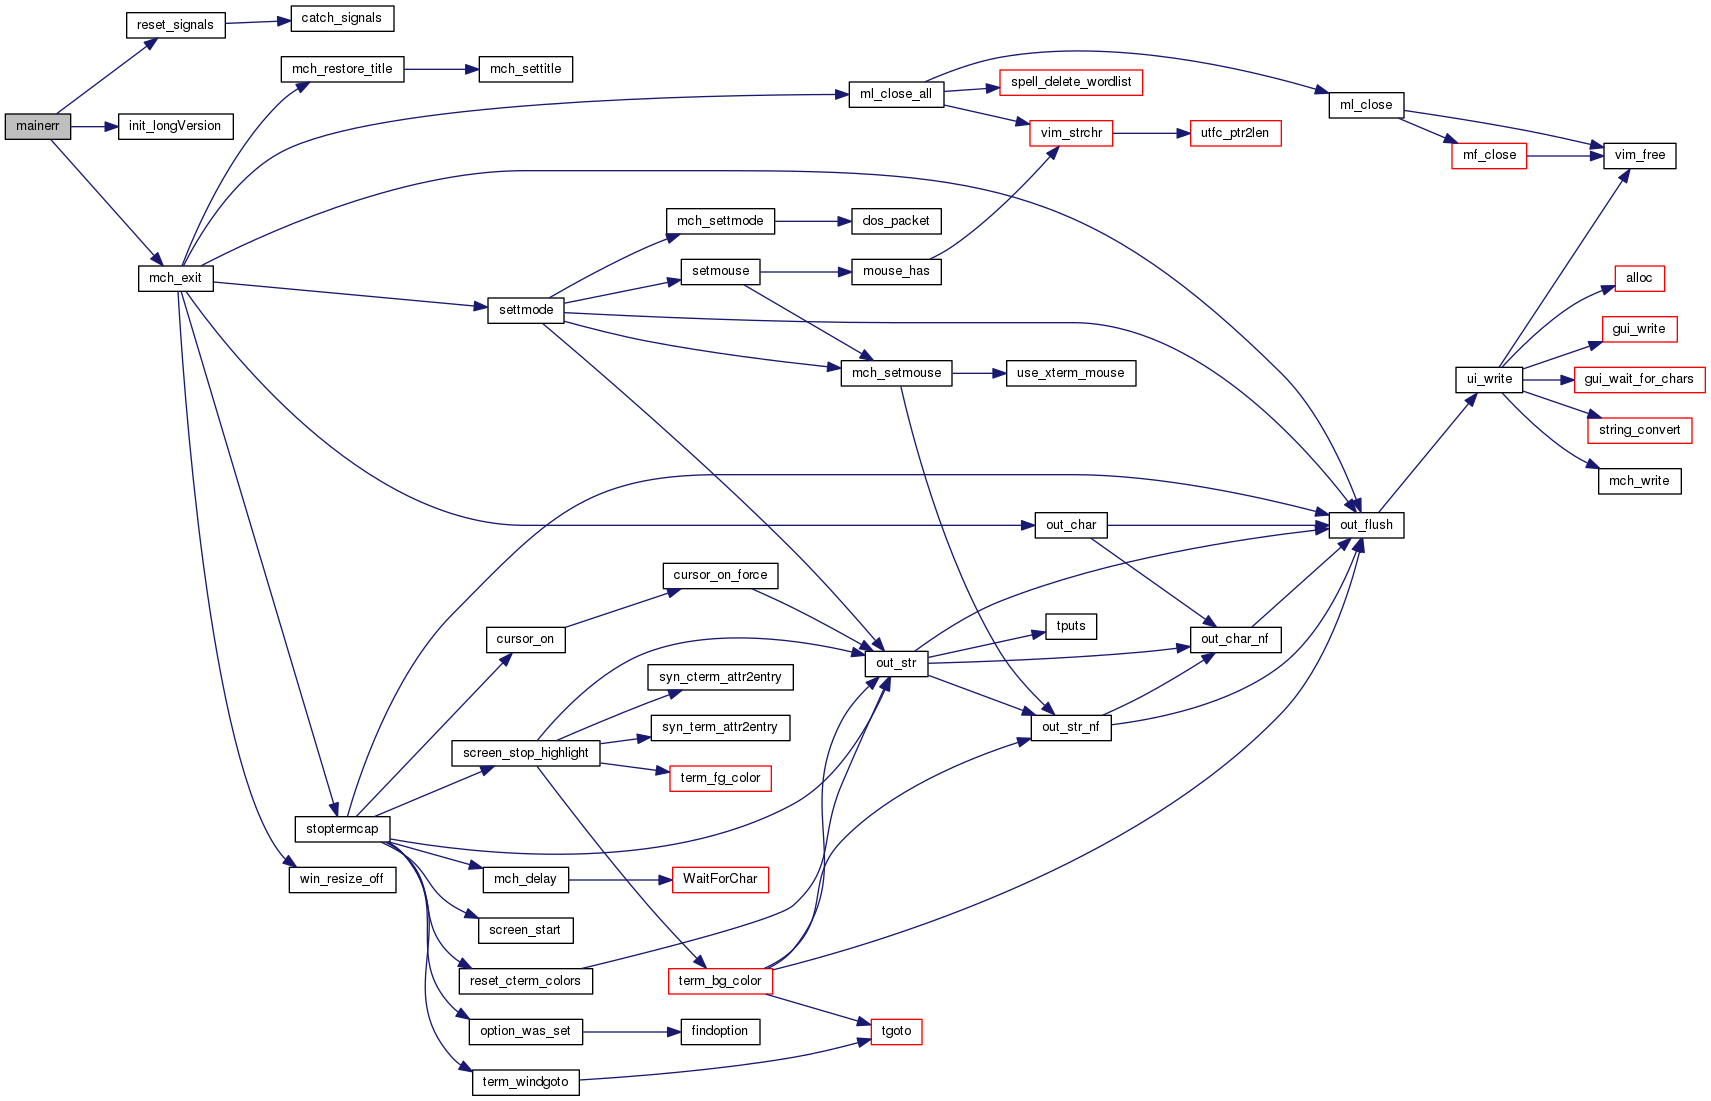 mainerr
reset_signals
catch_signals
init_longVersion
mch_exit
mch_restore_title
mch_settitle
ml_close_all
spell_delete_wordlist
vim_strchr
utfc_ptr2len
ml_close
mf_close
vim_free
settmode
mch_settmode
dos_packet
setmouse
mouse_has
mch_setmouse
use_xterm_mouse
out_char
out_flush
ui_write
alloc
gui_write
gui_wait_for_chars
string_convert
mch_write
cursor_on
cursor_on_force
out_str
tputs
out_char_nf
out_str_nf
stoptermcap
screen_stop_highlight
syn_cterm_attr2entry
syn_term_attr2entry
term_fg_color
term_bg_color
win_resize_off
mch_delay
WaitForChar
screen_start
reset_cterm_colors
option_was_set
findoption
term_windgoto
tgoto